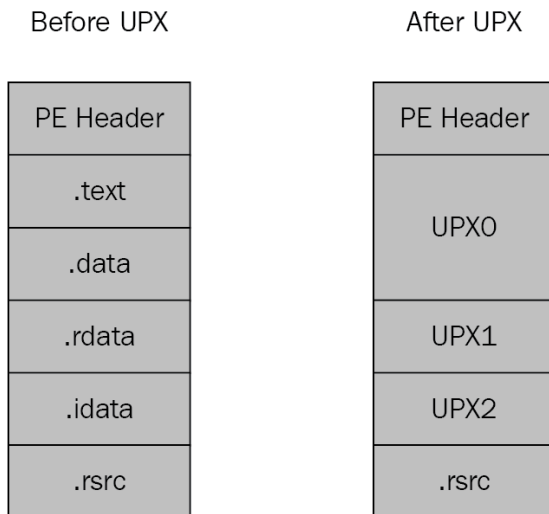 Before UPX
PE Header
.text
.data
.rdata
.idata
.rsrc
After UPX
PE Header
UPX0
UPX1
UPX2
.rsrc